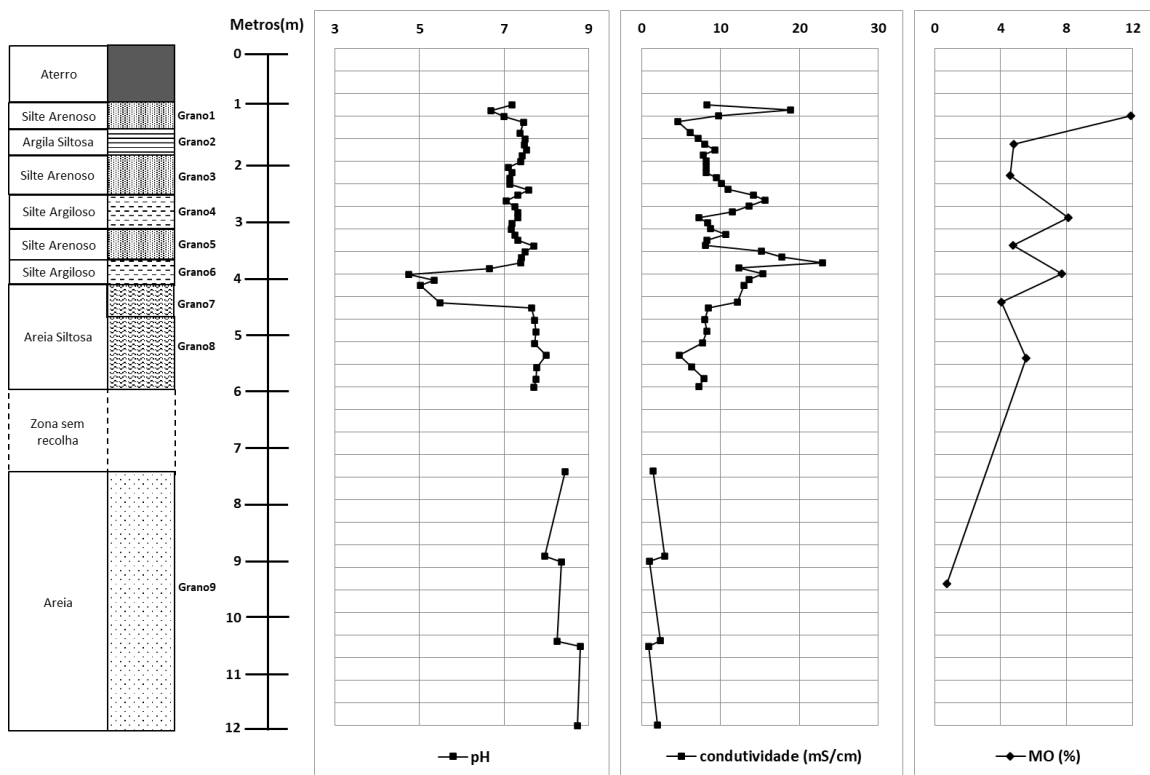 Metros(m)
0
1
2
3
4
5
6
7
8
9
10
11
12
Aterro
Silte Arenoso
Grano1
Argila Siltosa
Grano2
Silte Arenoso
Grano3
Silte Argiloso
Grano4
Silte Arenoso
Grano5
Silte Argiloso
Grano6
Areia Siltosa
Grano7
Grano8
Zona sem
recolha
Areia
Grano9
3 5 7 9
pH
0 10 20 30
condutividade (mS/cm)
0 4 8 12
MO (%)